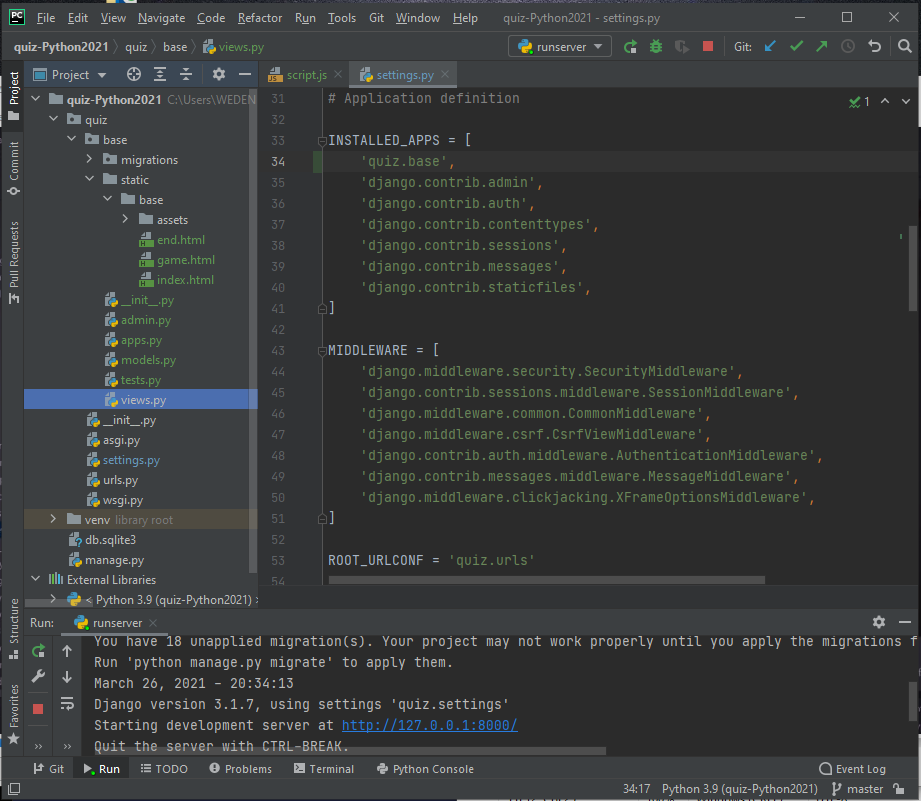 PC File Edit View Navigate Code Refactor Run Tools Git Window Help quiz-Python2021 - settings.py
quiz-Python2021 quiz base views.py runserver Git:
Project
script.js
settings.py
Project
Commit
Pull Requests
Structure
Favorites
quiz-Python2021 C:\Users\WEDEN
quiz
base
migrations
static
base
assets
end.html
game.html
index.html
__init__.py
admin.py
apps.py
models.py
tests.py
views.py
__init__.py
asgi.py
settings.py
urls.py
wsgi.py
venv library root
db.sqlite3
manage.py
External Libraries
< Python 3.9 (quiz-Python2021)
1
31 # Application definition
32
33 INSTALLED_APPS = [
34 'quiz.base',
35 'django.contrib.admin',
36 'django.contrib.auth',
37 'django.contrib.contenttypes',
38 'django.contrib.sessions',
39 'django.contrib.messages',
40 'django.contrib.staticfiles',
41 ]
42
43 MIDDLEWARE = [
44 'django.middleware.security.SecurityMiddleware',
45 'django.contrib.sessions.middleware.SessionMiddleware',
46 'django.middleware.common.CommonMiddleware',
47 'django.middleware.csrf.CsrfViewMiddleware',
48 'django.contrib.auth.middleware.AuthenticationMiddleware',
49 'django.contrib.messages.middleware.MessageMiddleware',
50 'django.middleware.clickjacking.XFrameOptionsMiddleware',
51 ]
52
53 ROOT_URLCONF = 'quiz.urls'
54
Run: runserver
You have 18 unapplied migration(s). Your project may not work properly until you apply the migrations f
Run 'python manage.py migrate' to apply them.
March 26, 2021 - 20:34:13
Django version 3.1.7, using settings 'quiz.settings'
Starting development server at http://127.0.0.1:8000/
Quit the server with CTRL-BREAK.
Git Run TODO Problems Terminal Python Console Event Log
34:17 Python 3.9 (quiz-Python2021) master